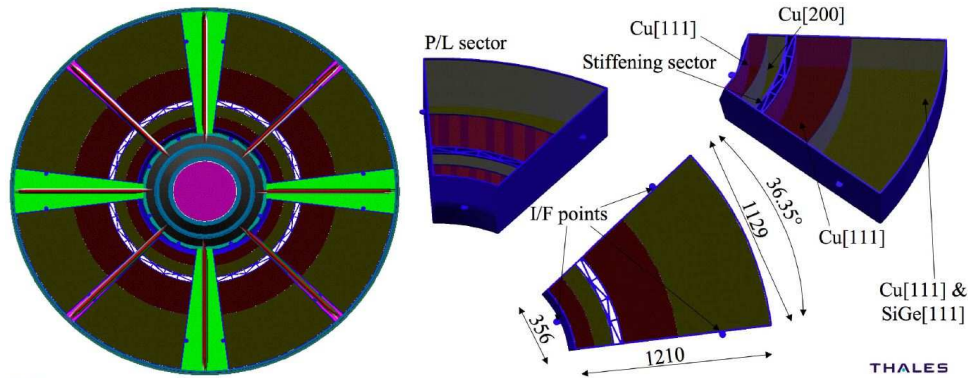 P/L sector
Cu[111]
Cu[200]
Stiffening sector
I/F points
36.35°
1129
Cu[111]
356
1210
Cu[111] &
SiGe[111]
THALES